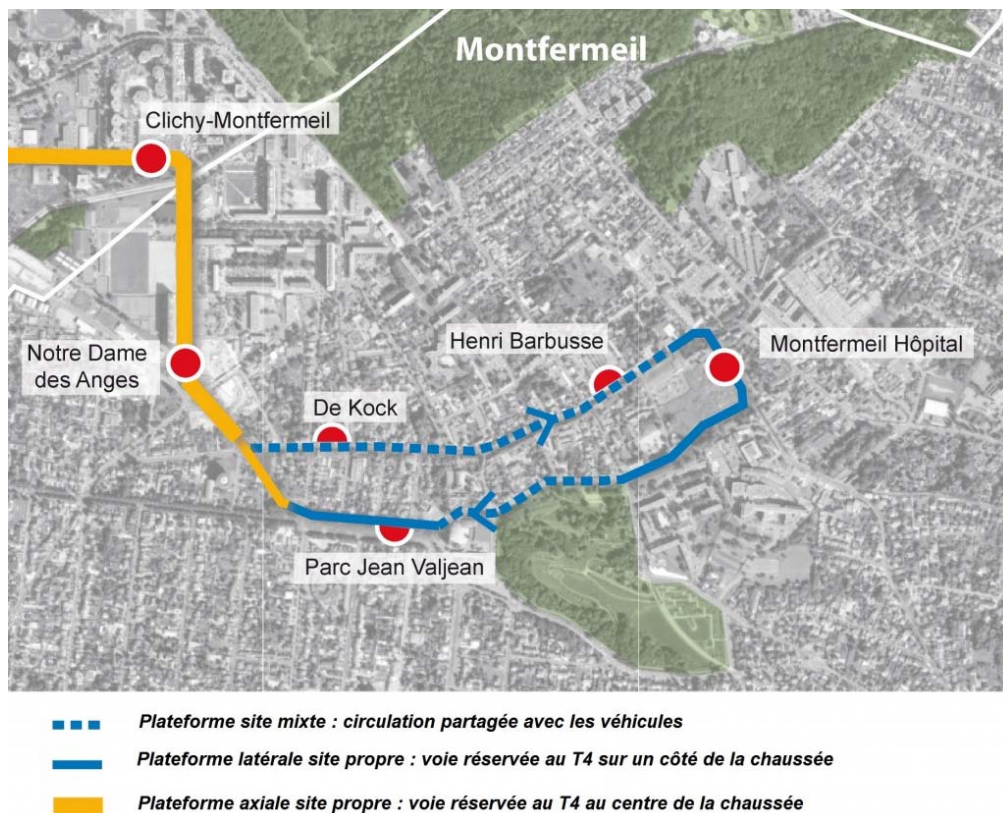 Montfermeil
Clichy-Montfermeil
Notre Dame
des Anges
Henri Barbusse
Montfermeil Hôpital
De Kock
Parc Jean Valjean
Plateforme site mixte : circulation partagée avec les véhicules
Plateforme latérale site propre : voie réservée au T4 sur un côté de la chaussée
Plateforme axiale site propre : voie réservée au T4 au centre de la chaussée